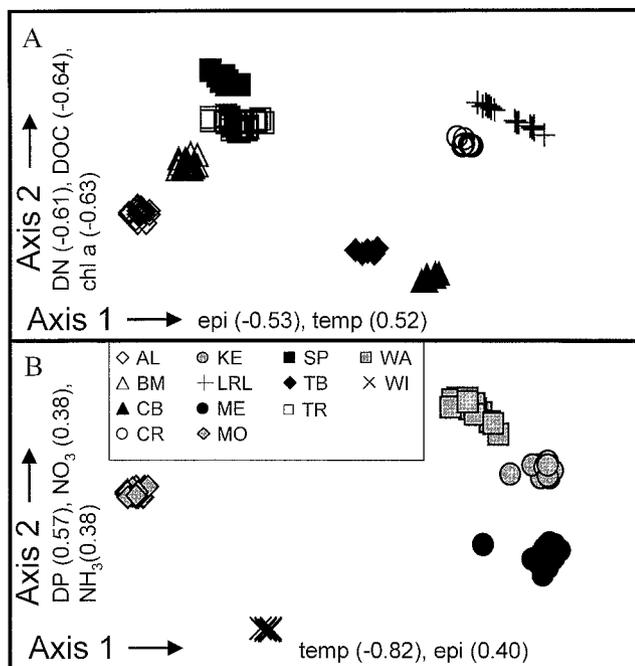 A
Axis 2
DN (-0.61), DOC (-0.64),
chl a (-0.63)
Axis 1
epi (-0.53), temp (0.52)
B
AL KE SP WA
BM LRL TB WI
CB ME TR
CR MO
Axis 2
DP (0.57), NO3 (0.38),
NH3(0.38)
Axis 1
temp (-0.82), epi (0.40)